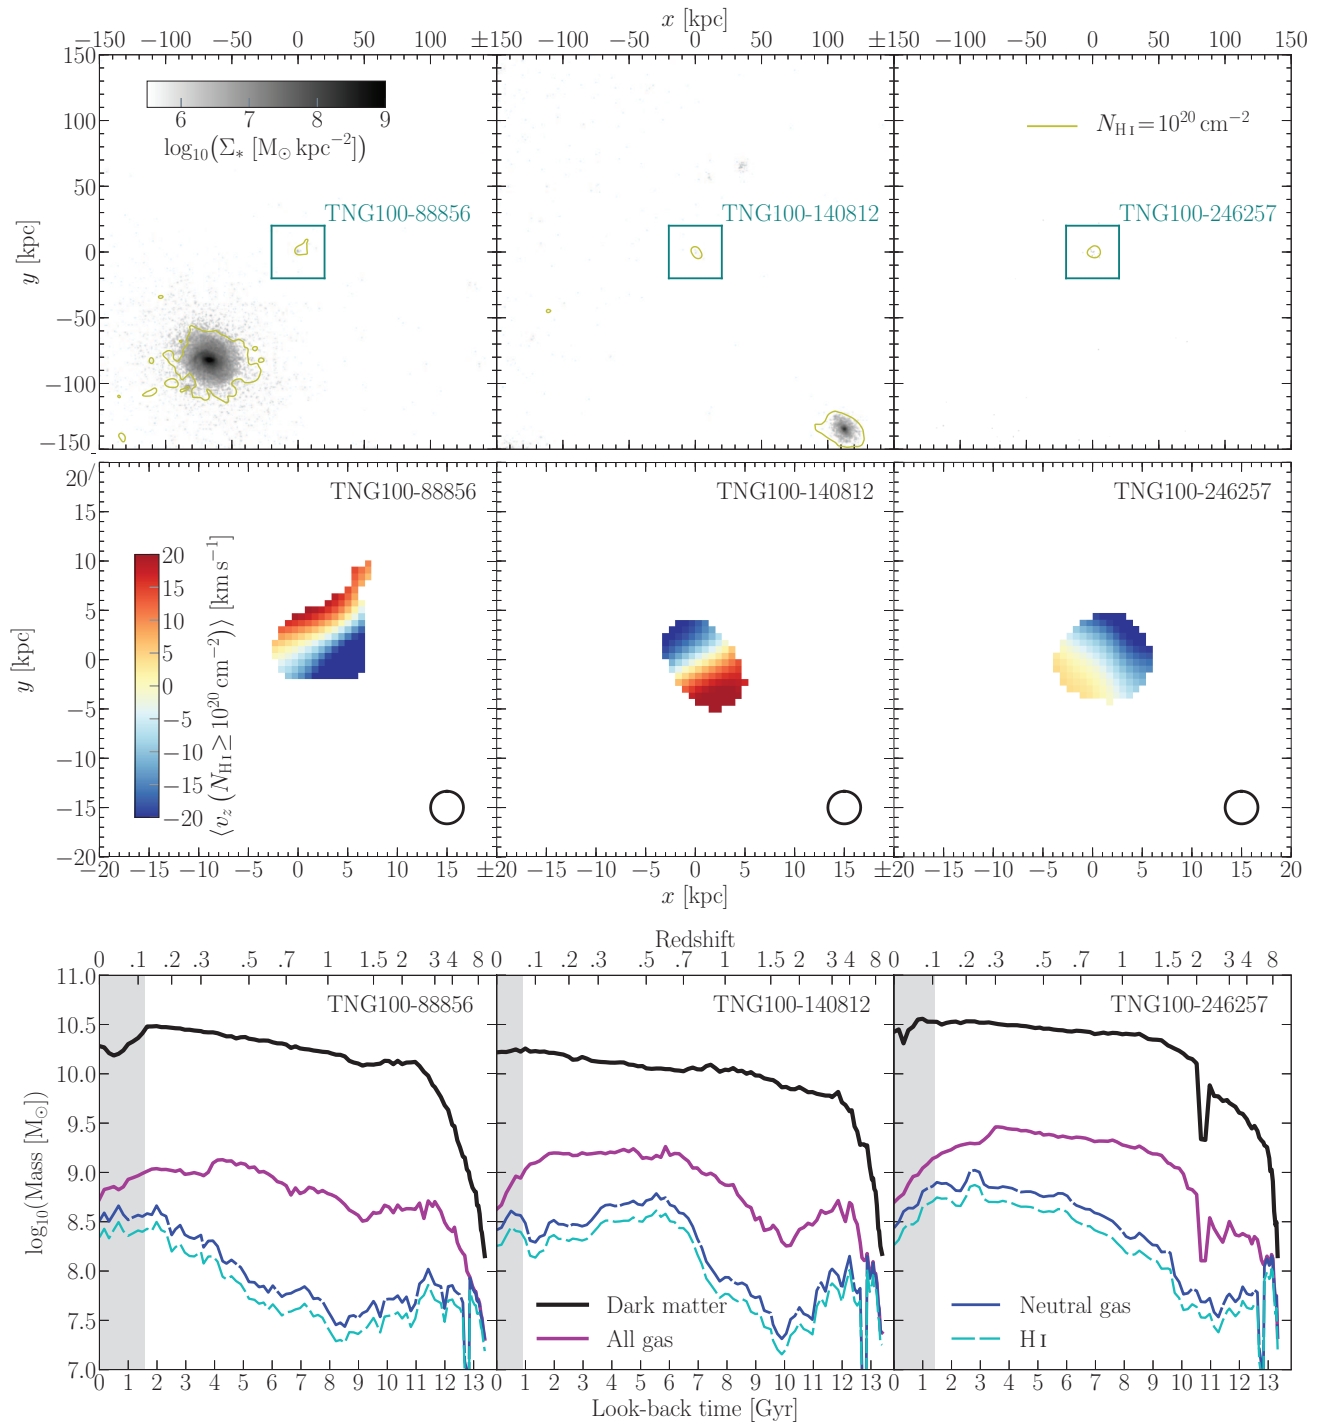 x [kpc]
−150 −100 −50 0 50 100 ±150 −100 −50 0 50 100 ±150 −100 −50 0 50 100 150
150
100
50
0
−50
−100
−150
y [kpc]
6 7 8 9
log₁₀(Σ* [M⊙ kpc⁻²])
N_HI=10²⁰ cm⁻²
TNG100-88856
TNG100-140812
TNG100-246257
20
15
10
5
0
−5
−10
−15
−20
y [kpc]
TNG100-88856
TNG100-140812
TNG100-246257
20
15
10
5
0
−5
−10
−15
−20
⟨v_z (N_HI ≥ 10²⁰ cm⁻²)⟩ [km s⁻¹]
−20 −15 −10 −5 0 5 10 15 ±20 −15 −10 −5 0 5 10 15 ±20 −15 −10 −5 0 5 10 15 20
x [kpc]
Redshift
0 .1 .2 .3 .5 .7 1 1.5 2 3 4 8 0 .1 .2 .3 .5 .7 1 1.5 2 3 4 8 0 .1 .2 .3 .5 .7 1 1.5 2 3 4 8
11.0
10.5
10.0
9.5
9.0
8.5
8.0
7.5
7.0
log₁₀(Mass [M⊙])
TNG100-88856
TNG100-140812
TNG100-246257
Dark matter
All gas
Neutral gas
HI
0 1 2 3 4 5 6 7 8 9 10 11 12 13 0 1 2 3 4 5 6 7 8 9 10 11 12 13 0 1 2 3 4 5 6 7 8 9 10 11 12 13
Look-back time [Gyr]